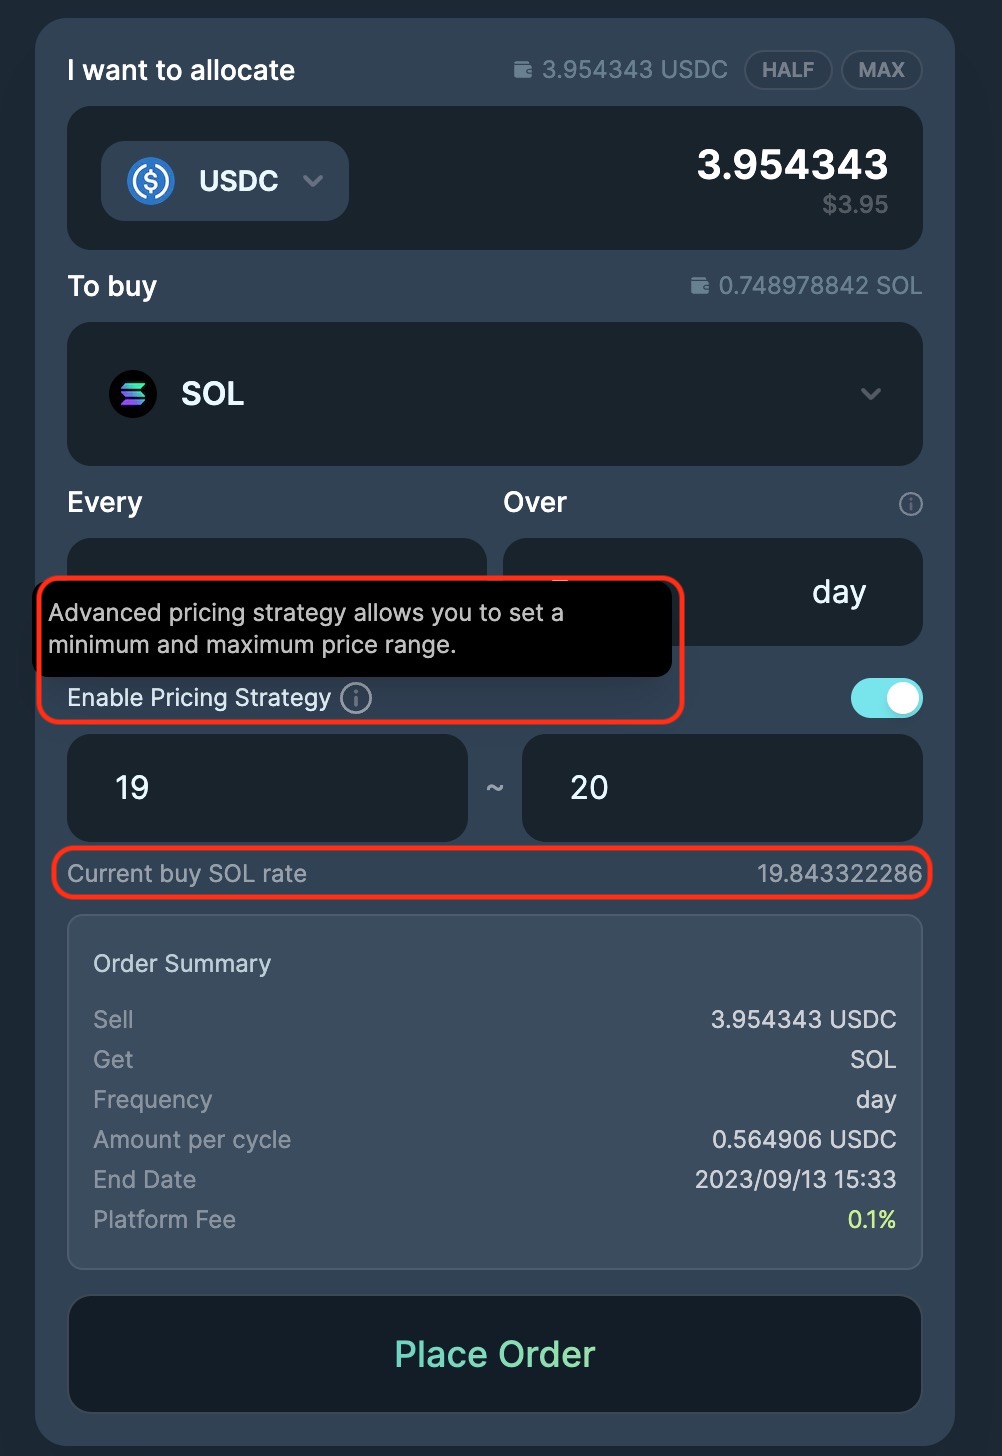 I want to allocate 3.954343 USDC HALF MAX
USDC 3.954343
$3.95
To buy 0.748978842 SOL
SOL
Every Over
day
Advanced pricing strategy allows you to set a
minimum and maximum price range.
Enable Pricing Strategy
19 ~ 20
Current buy SOL rate 19.843322286
Order Summary
Sell 3.954343 USDC
Get SOL
Frequency day
Amount per cycle 0.564906 USDC
End Date 2023/09/13 15:33
Platform Fee 0.1%
Place Order